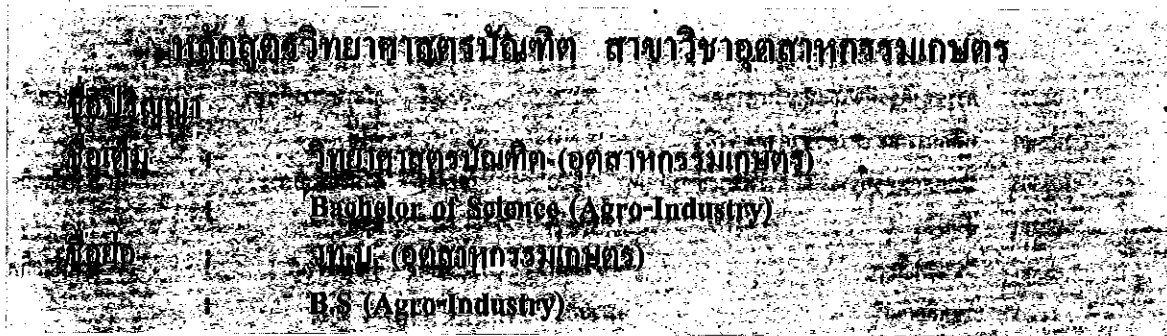 หลักสูตรวิทยาศาสตรบัณฑิต สาขาวิชาอุตสาหกรรมเกษตร
ชื่อปริญญา
ชื่อเต็ม : วิทยาศาสตรบัณฑิต (อุตสาหกรรมเกษตร)
: Bachelor of Science (Agro-Industry)
ชื่อย่อ : วท.บ. (อุตสาหกรรมเกษตร)
: B.S (Agro-Industry)